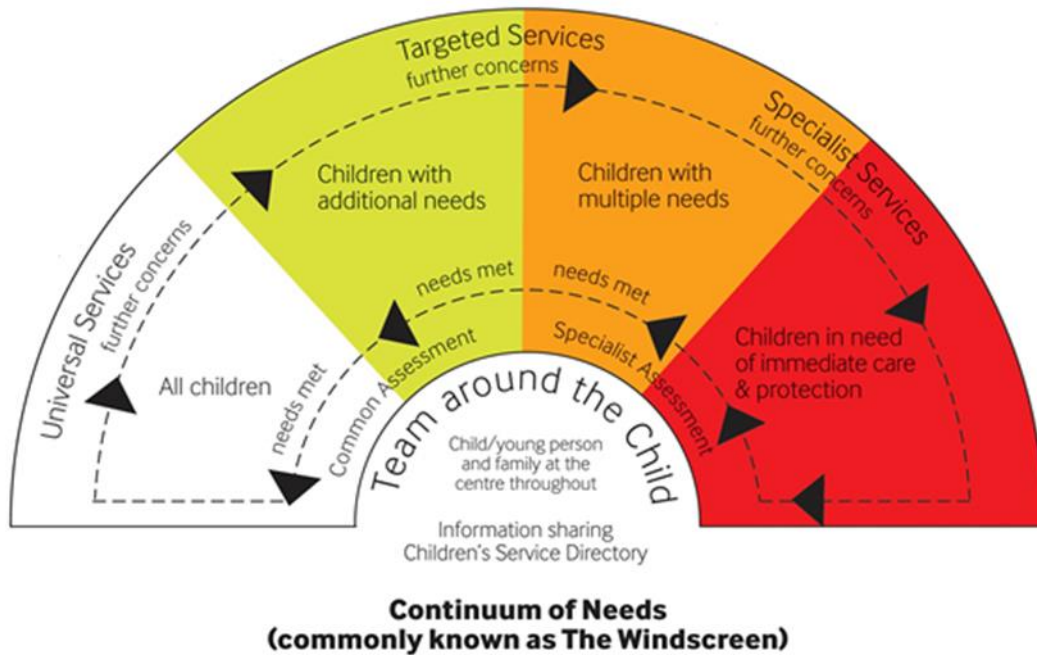 Universal Services
further concerns
All children
needs met
Common Assessment
Targeted Services
further concerns
Children with
additional needs
needs met
Children with
multiple needs
needs met
Specialist Assessment
Specialist Services
further concerns
Children in need
of immediate care
& protection
Team around the Child
Child/young person
and family at the
centre throughout
Information sharing
Children's Service Directory
Continuum of Needs
(commonly known as The Windscreen)